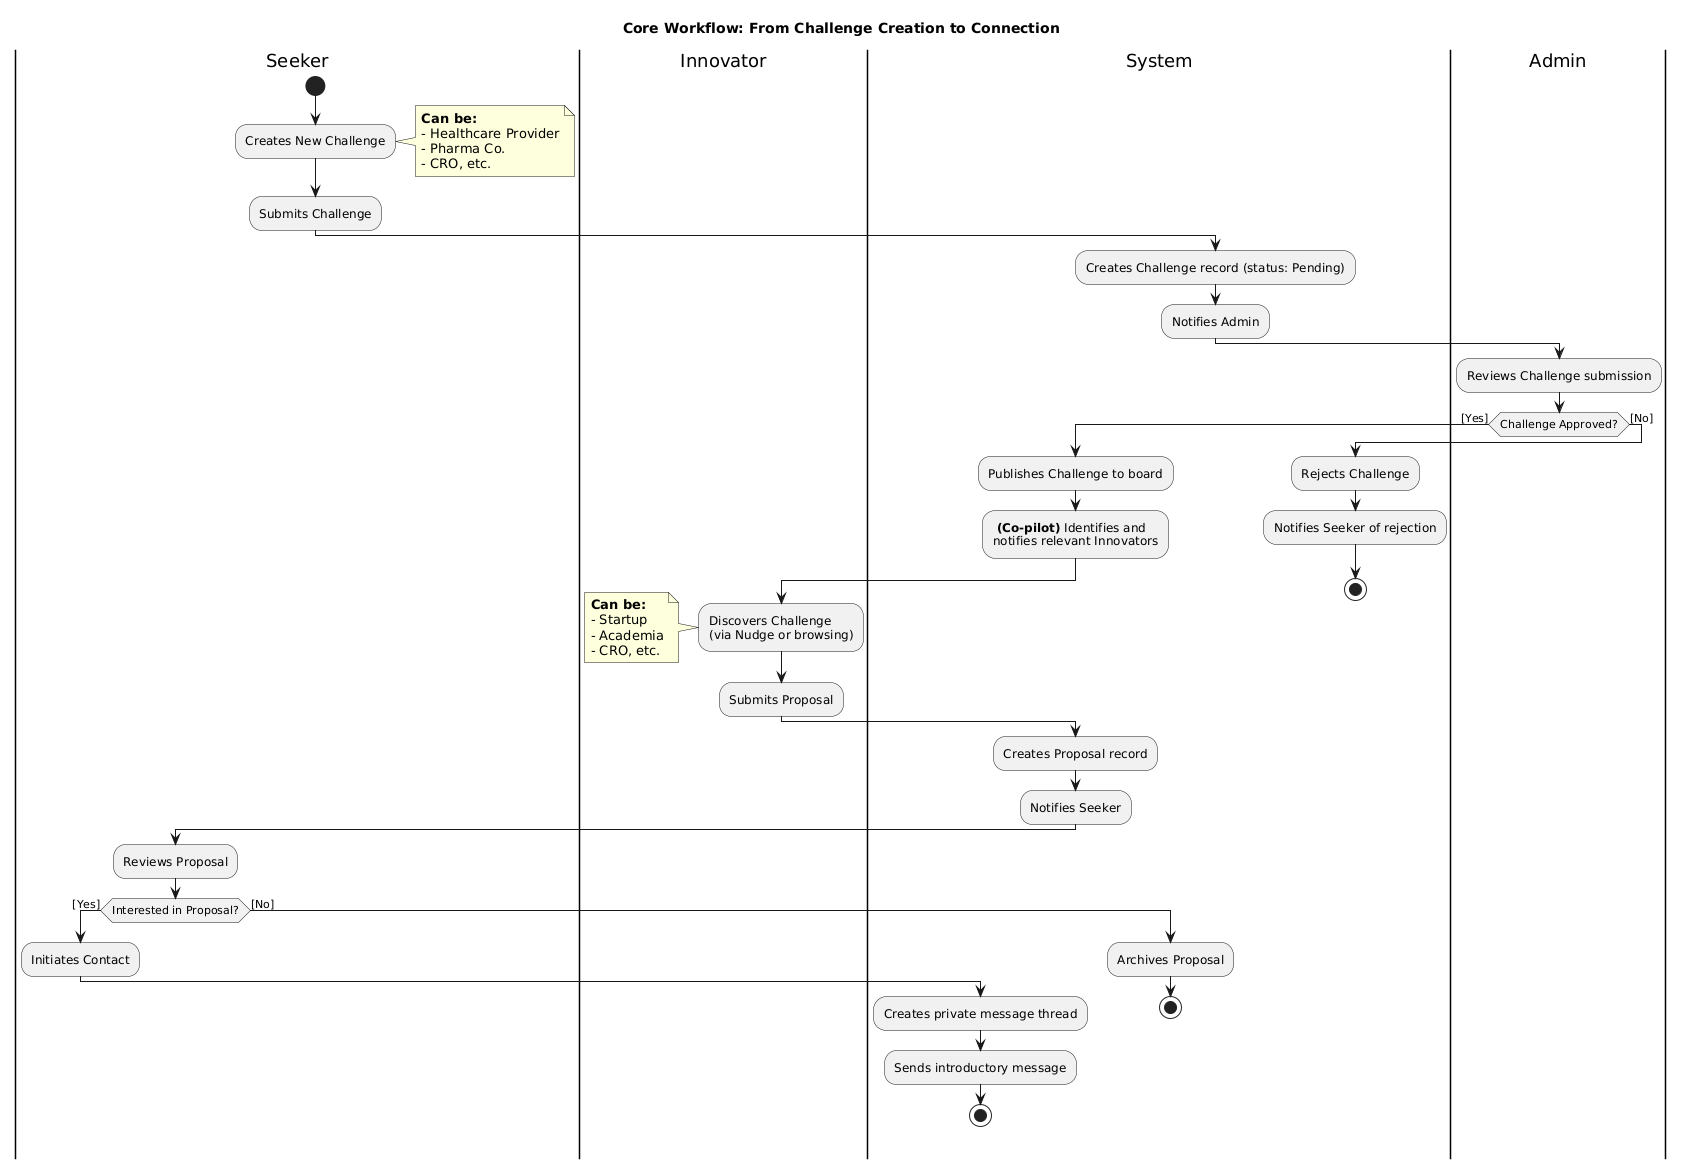 Core Workflow: From Challenge Creation to Connection
Seeker
Innovator
System
Admin
Creates New Challenge
Can be:
- Healthcare Provider
- Pharma Co.
- CRO, etc.
Submits Challenge
Creates Challenge record (status: Pending)
Notifies Admin
Reviews Challenge submission
[Yes]
Challenge Approved?
[No]
Publishes Challenge to board
Rejects Challenge
(Co-pilot) Identifies and
notifies relevant Innovators
Notifies Seeker of rejection
Can be:
- Startup
- Academia
- CRO, etc.
Discovers Challenge
(via Nudge or browsing)
Submits Proposal
Creates Proposal record
Notifies Seeker
Reviews Proposal
[Yes]
Interested in Proposal?
[No]
Initiates Contact
Archives Proposal
Creates private message thread
Sends introductory message